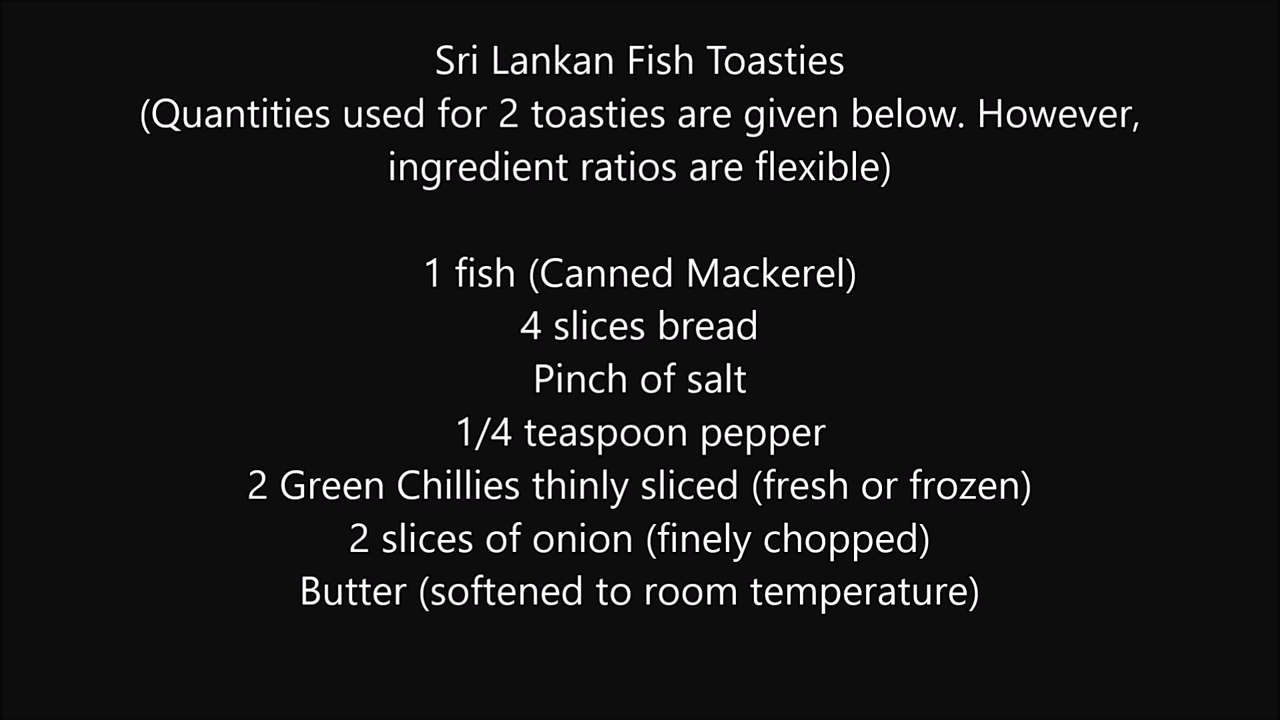 Sri Lankan Fish Toasties
(Quantities used for 2 toasties are given below. However,
ingredient ratios are flexible)
1 fish (Canned Mackerel)
4 slices bread
Pinch of salt
1/4 teaspoon pepper
2 Green Chillies thinly sliced (fresh or frozen)
2 slices of onion (finely chopped)
Butter (softened to room temperature)